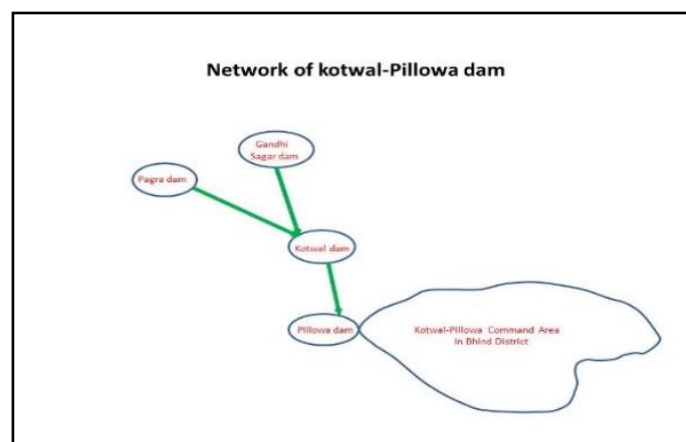 Network of kotwal-Pillowa dam
Gandhi
Sagar dam
Pagra dam
Kotwal dam
Pillowa dam
Kotwal-Pillowa Command Area
in Bhind District